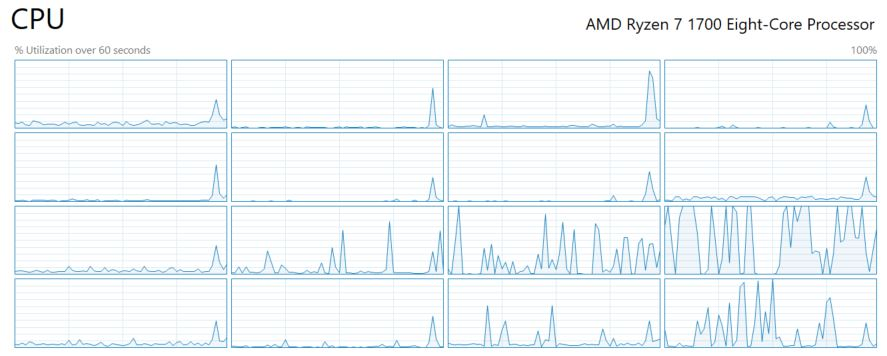 CPU
AMD Ryzen 7 1700 Eight-Core Processor
% Utilization over 60 seconds
100%